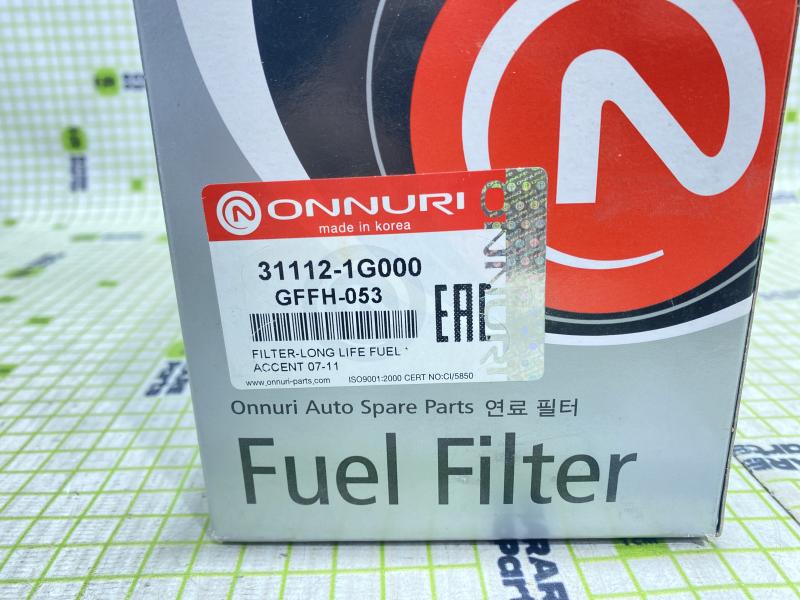 ONNURI
made in korea
31112-1G000
GFFH-053
EAC
FILTER-LONG LIFE FUEL *
ACCENT 07-11
www.onnuri-parts.com ISO9001:2000 CERT NO:CI/5850
ONNURI
Onnuri Auto Spare Parts 연료 필터
Fuel Filter